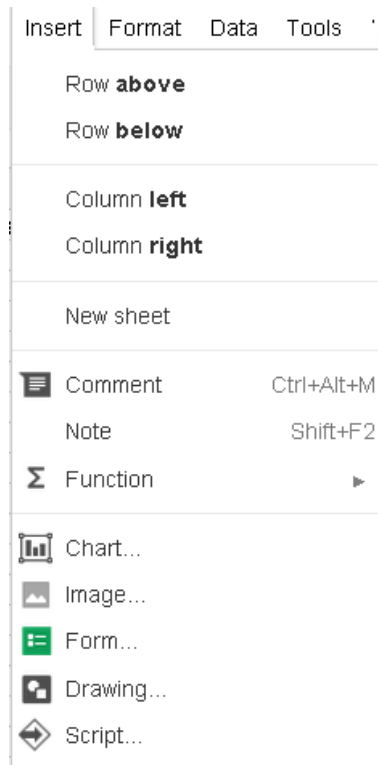 Insert Format Data Tools
Row above
Row below
Column left
Column right
New sheet
Comment Ctrl+Alt+M
Note Shift+F2
Σ Function ►
Chart...
Image...
Form...
Drawing...
Script...